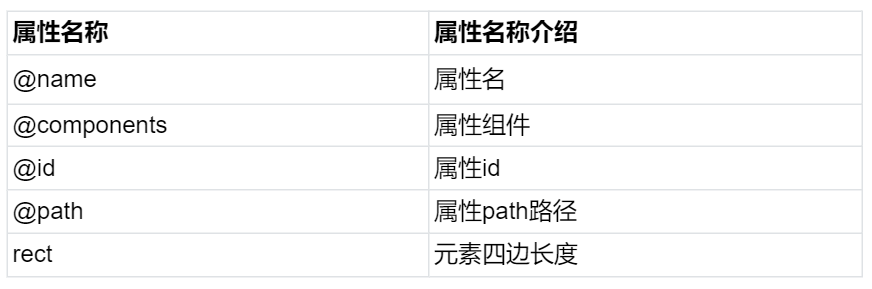 属性名称 属性名称介绍
@name 属性名
@components 属性组件
@id 属性id
@path 属性path路径
rect 元素四边长度